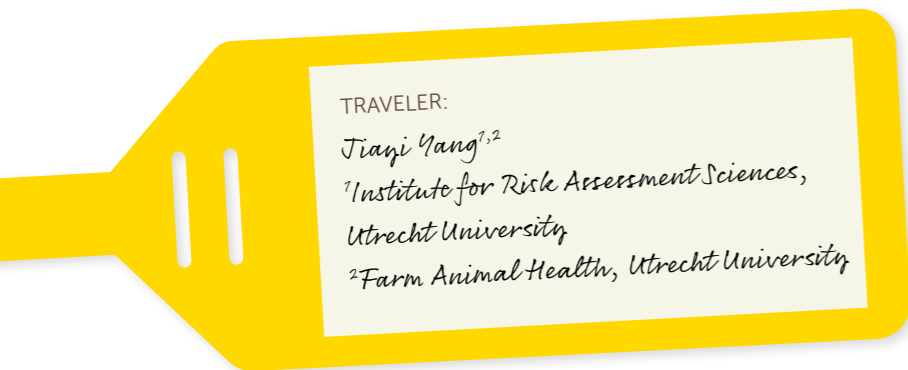 TRAVELER:
Jiayi Yang¹,²
¹Institute for Risk Assessment Sciences,
Utrecht University
²Farm Animal Health, Utrecht University